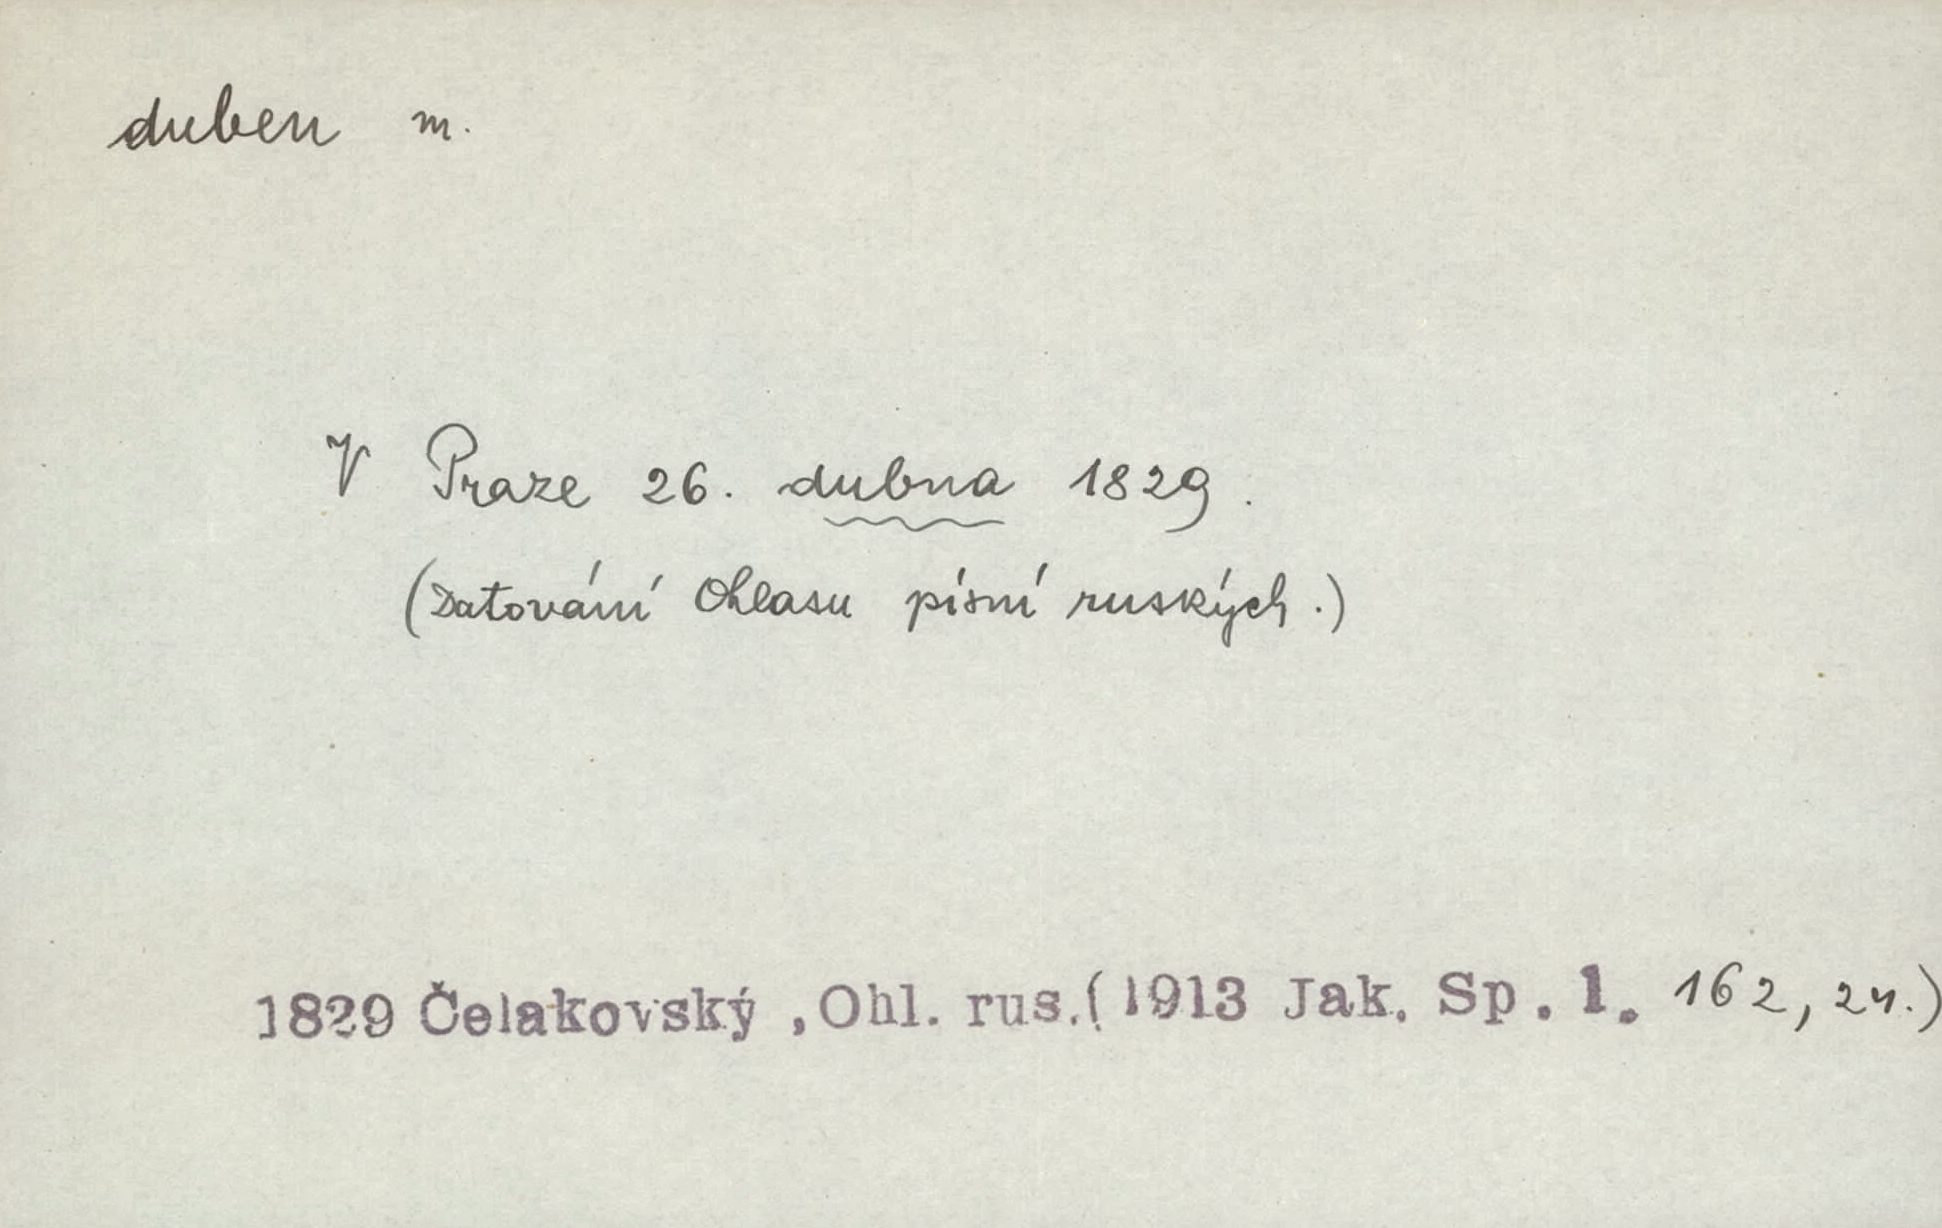 duben m.
V Praze 26. dubna 1829.
(Datování Ohlasu písní ruských.)
1829 Čelakovský, Ohl. rus. (1913 Jak. Sp. 1. 162, 24.)